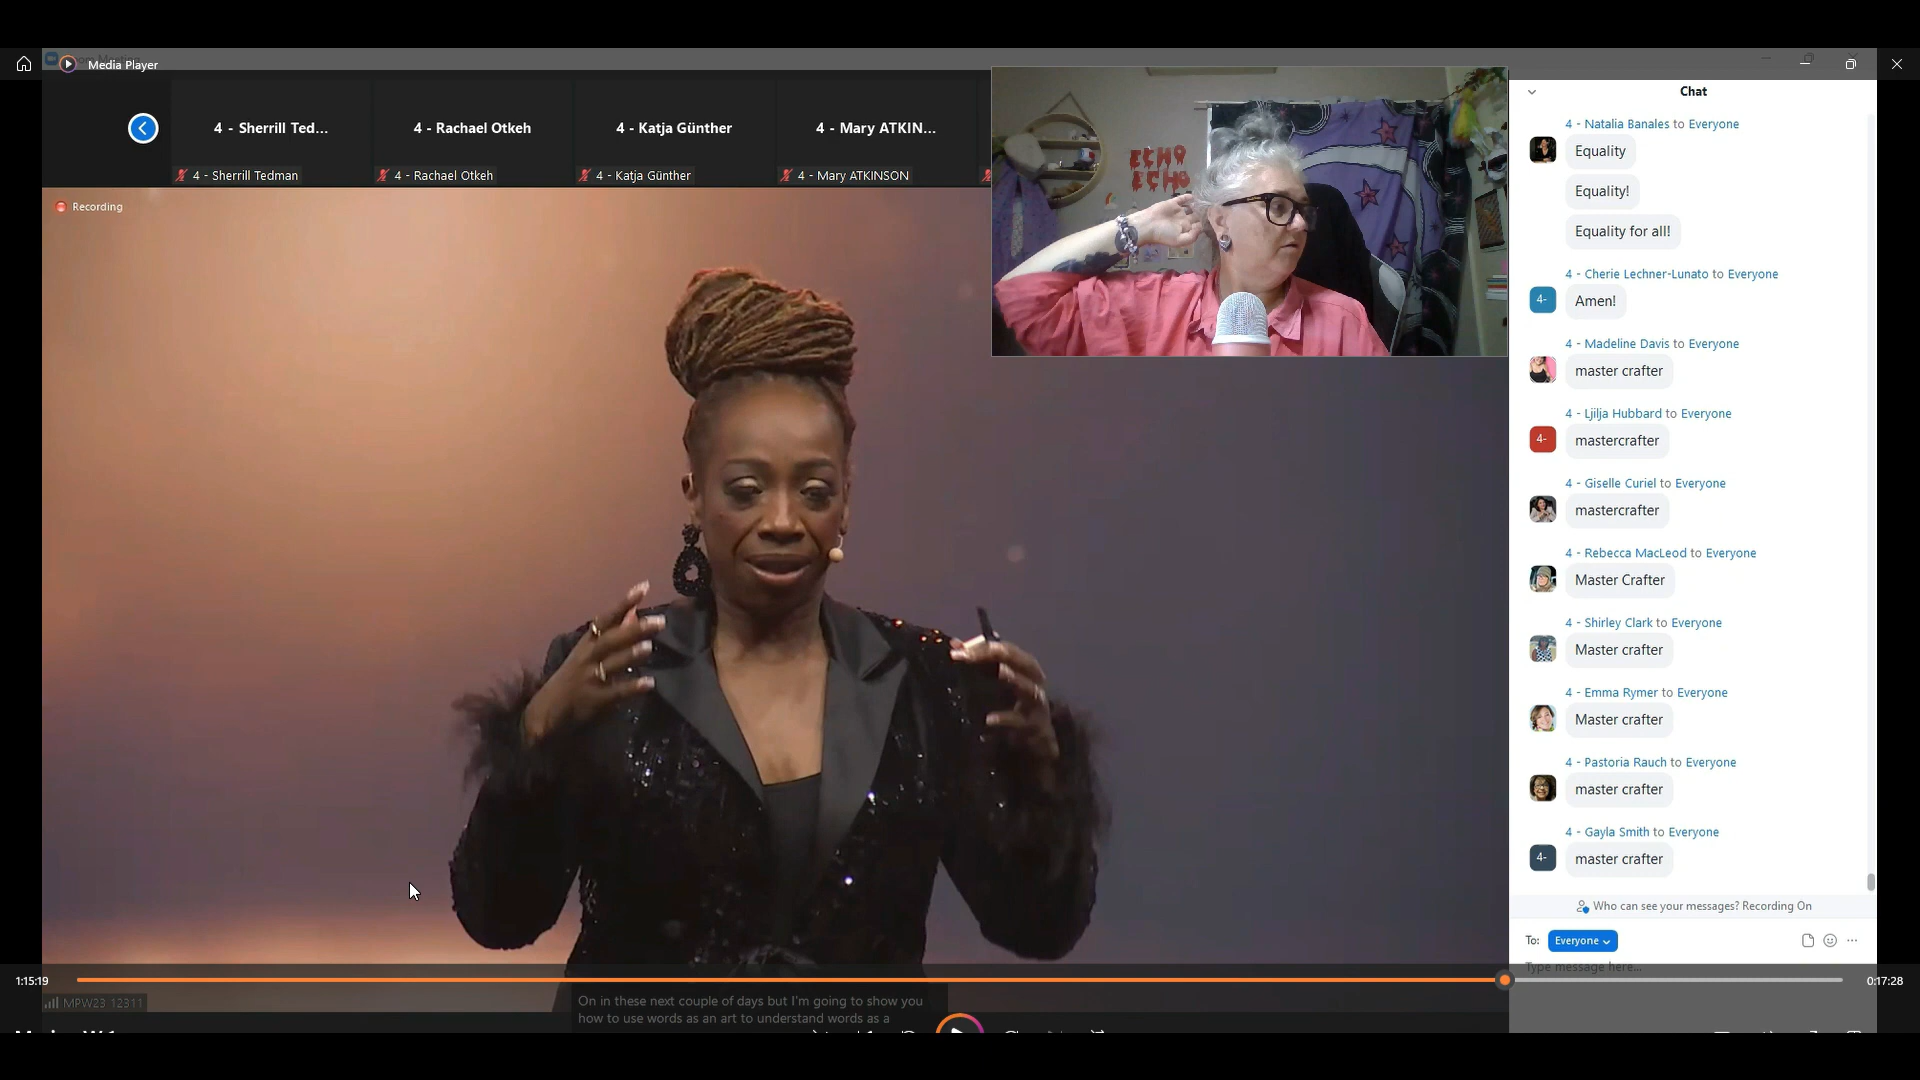 Media Player
4 - Sherrill Ted...
4 - Rachael Otkeh
4 - Katja Günther
4 - Mary ATKIN...
4 - Sherrill Tedman
4 - Rachael Otkeh
4 - Katja Günther
4 - Mary ATKINSON
Recording
ECHO
ECHO
Chat
4 - Natalia Banales to Everyone
Equality
Equality!
Equality for all!
4 - Cherie Lechner-Lunato to Everyone
4-
Amen!
4 - Madeline Davis to Everyone
master crafter
4 - Ljilja Hubbard to Everyone
4-
mastercrafter
4 - Giselle Curiel to Everyone
mastercrafter
4 - Rebecca MacLeod to Everyone
Master Crafter
4 - Shirley Clark to Everyone
Master crafter
4 - Emma Rymer to Everyone
Master crafter
4 - Pastoria Rauch to Everyone
master crafter
4 - Gayla Smith to Everyone
4-
master crafter
Who can see your messages? Recording On
To: Everyone
Type message here...
1:15:19
0:17:28
MPW23 12311
On in these next couple of days but I'm going to show you
how to use words as an art to understand words as a